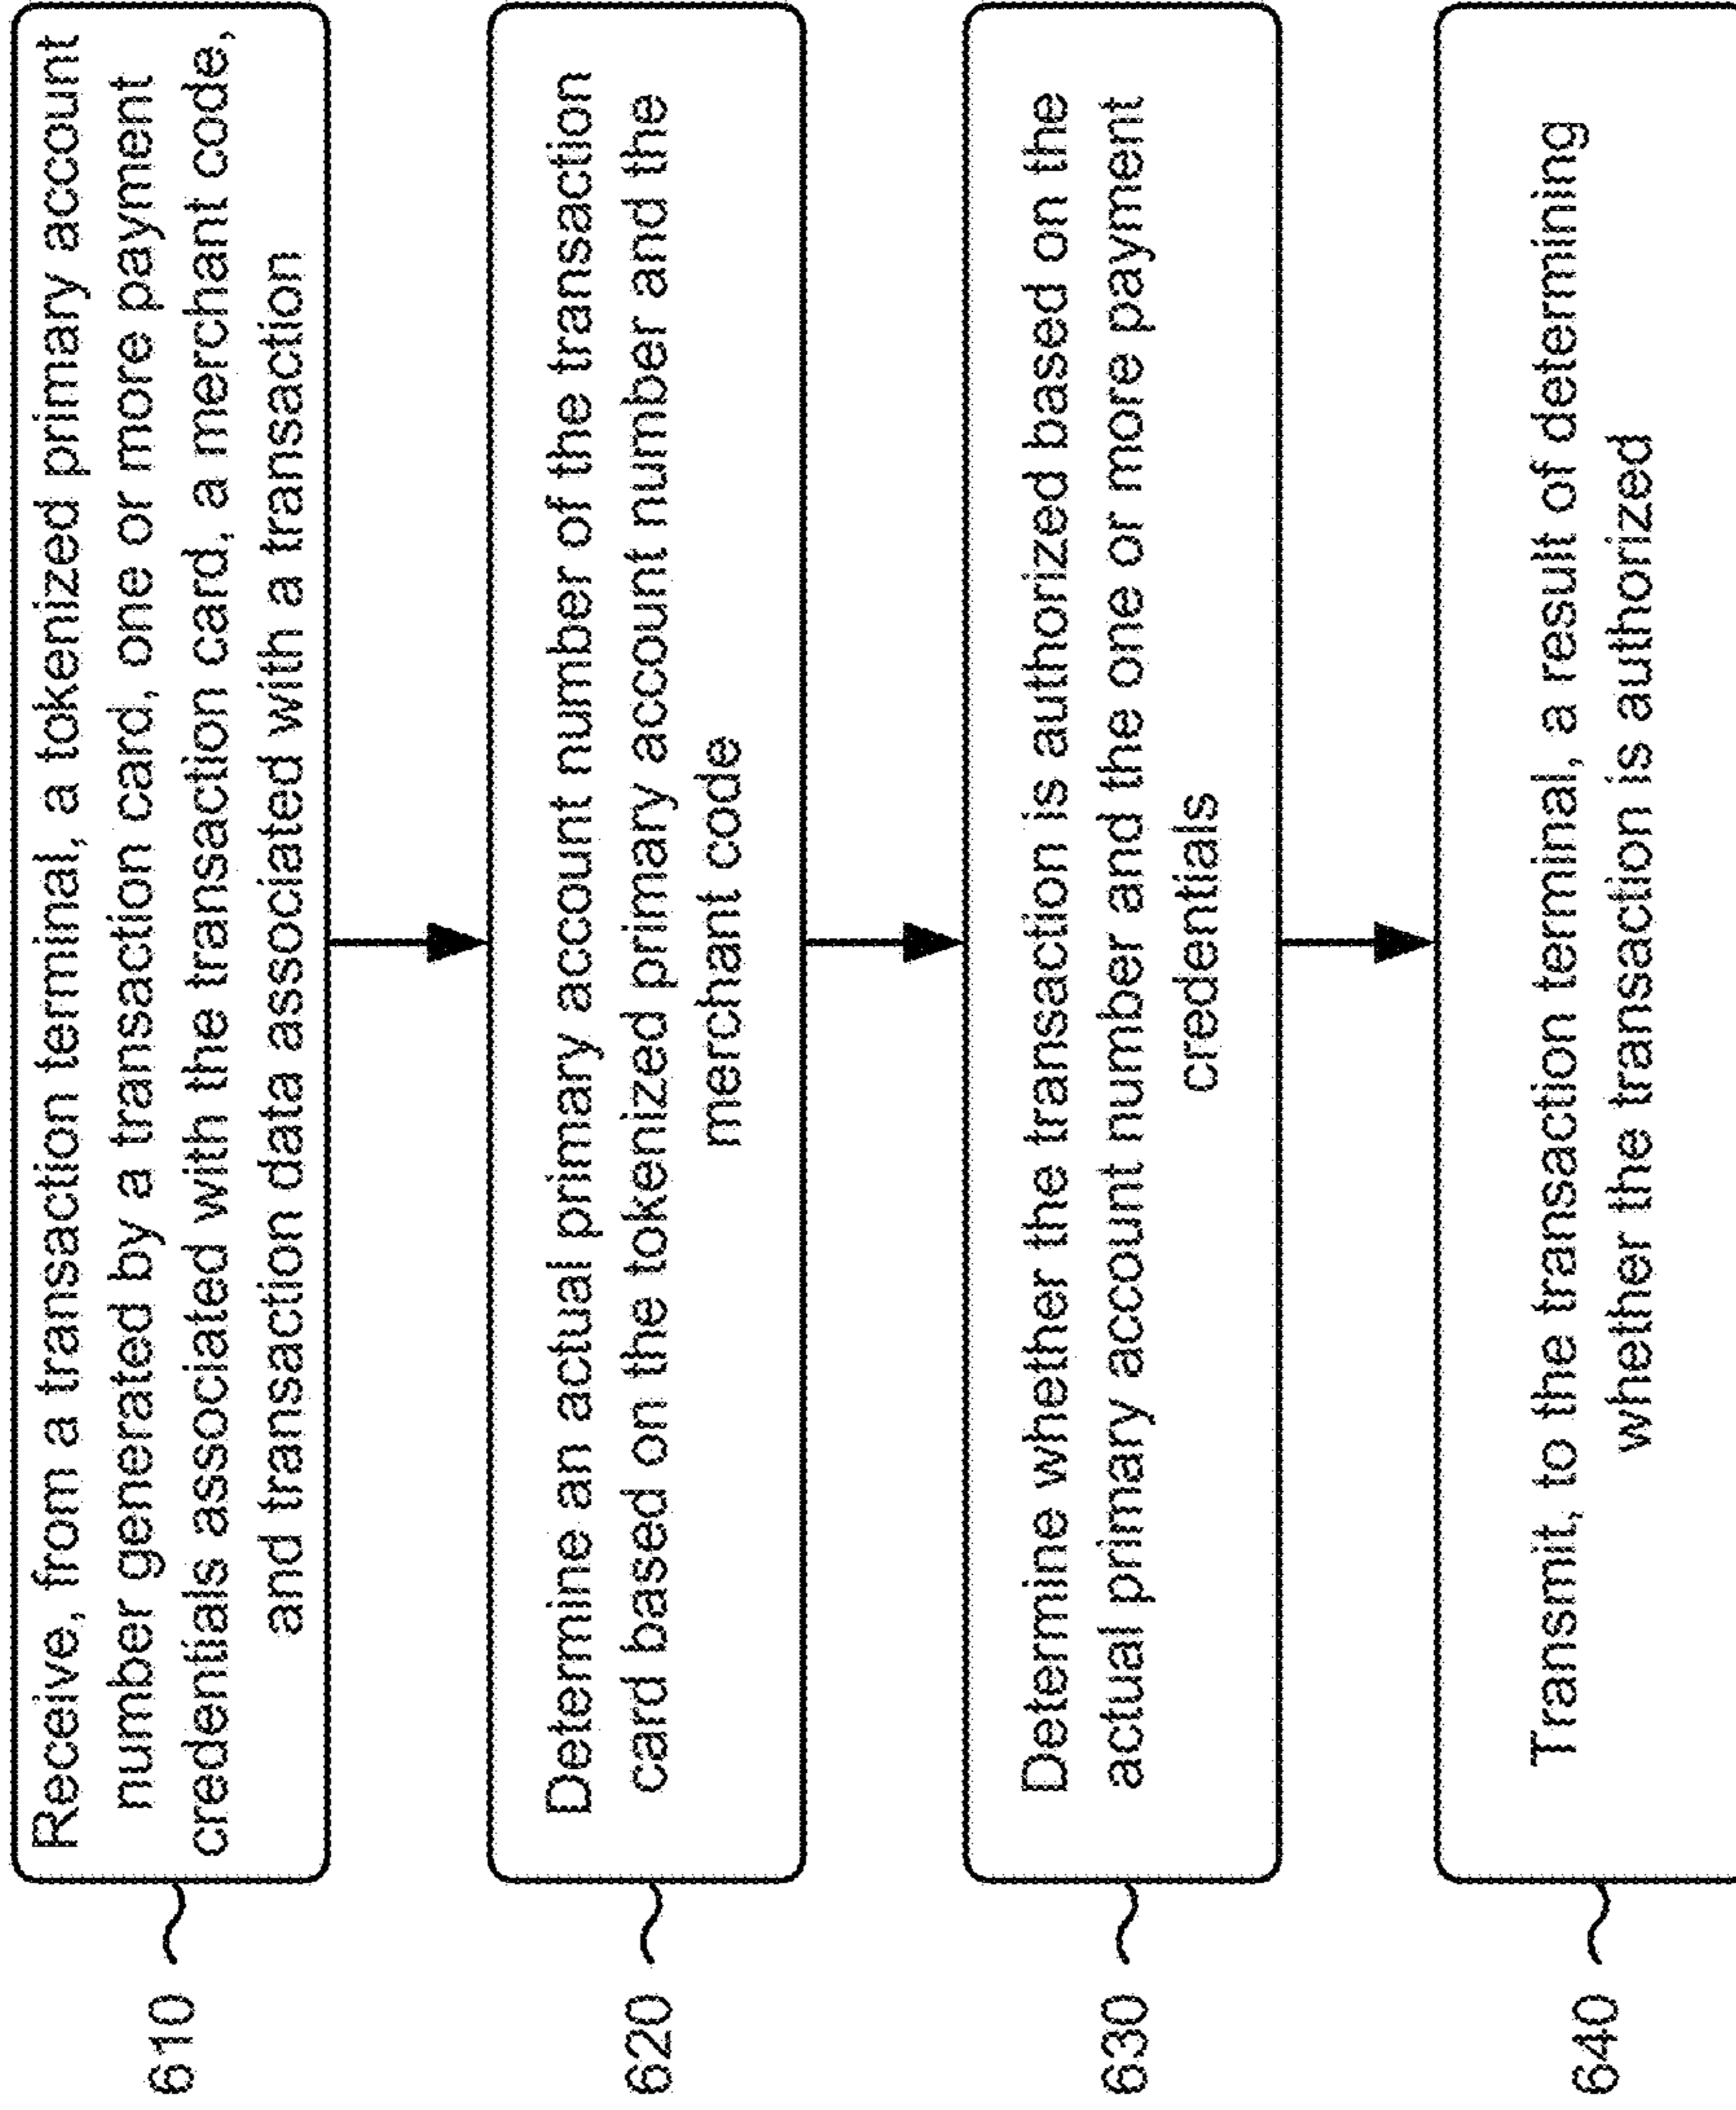 610
Receive, from a transaction terminal, a tokenized primary account
number generated by a transaction card, one or more payment
credentials associated with the transaction card, a merchant code,
and transaction data associated with a transaction
620
Determine an actual primary account number of the transaction
card based on the tokenized primary account number and the
merchant code
630
Determine whether the transaction is authorized based on the
actual primary account number and the one or more payment
credentials
640
Transmit, to the transaction terminal, a result of determining
whether the transaction is authorized